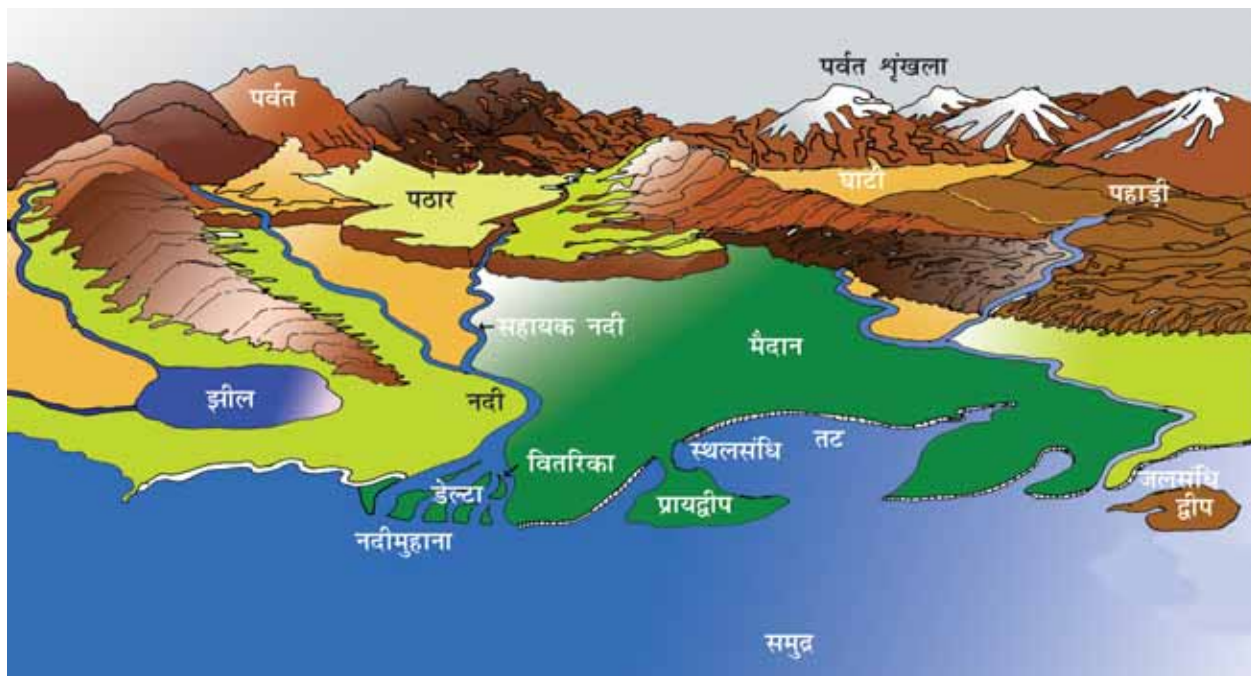 पर्वत शृंखला
पर्वत
घाटी
पठार
पहाड़ी
सहायक नदी
मैदान
झील
नदी
तट
स्थलसंधि
वितरिका
जलसंधि
डेल्टा
प्रायद्वीप
द्वीप
नदीमुहाना
समुद्र